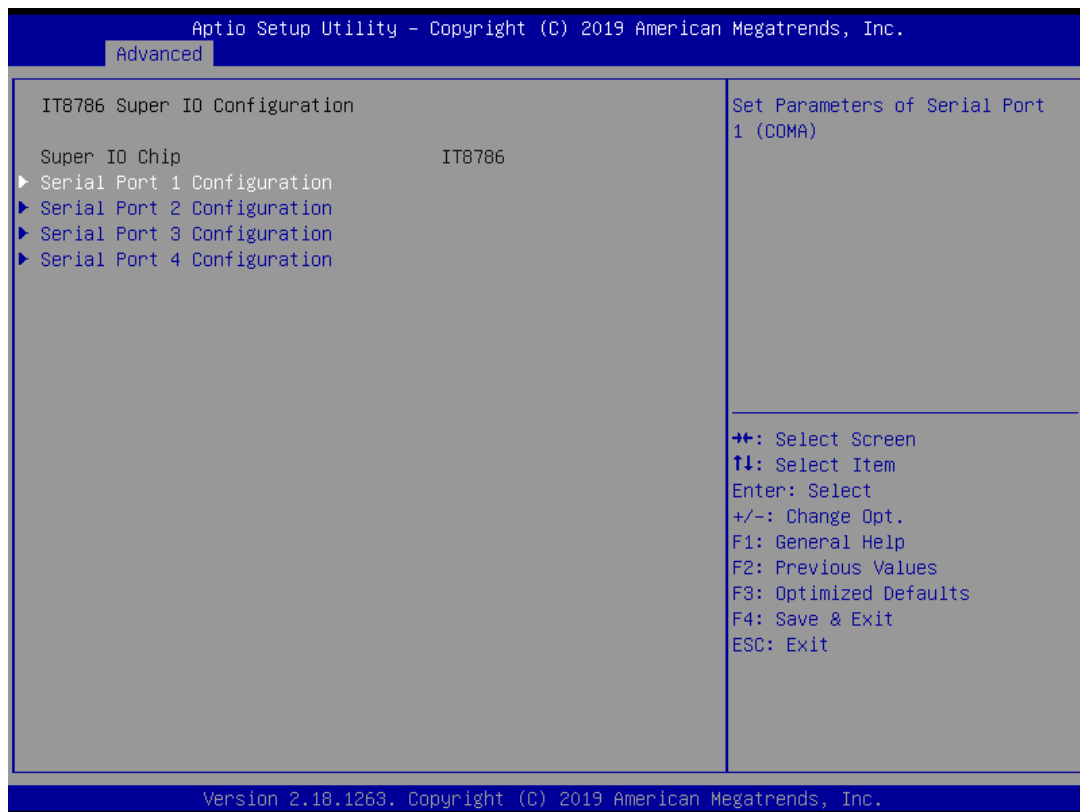 Aptio Setup Utility – Copyright (C) 2019 American Megatrends, Inc.
Advanced
IT8786 Super IO Configuration
Super IO Chip IT8786
▶ Serial Port 1 Configuration
▶ Serial Port 2 Configuration
▶ Serial Port 3 Configuration
▶ Serial Port 4 Configuration
Set Parameters of Serial Port
1 (COMA)
→←: Select Screen
↑↓: Select Item
Enter: Select
+/-: Change Opt.
F1: General Help
F2: Previous Values
F3: Optimized Defaults
F4: Save & Exit
ESC: Exit
Version 2.18.1263. Copyright (C) 2019 American Megatrends, Inc.